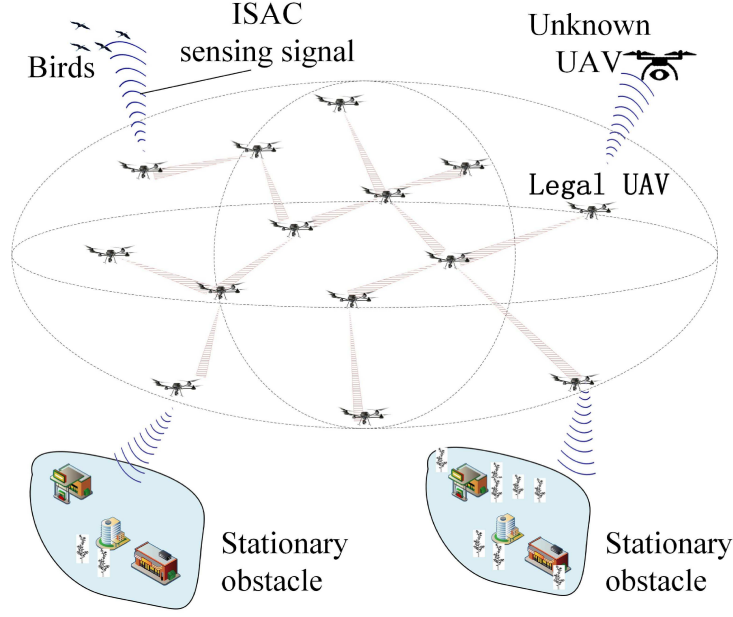 ISAC
sensing signal
Birds
Unknown
UAV
Legal UAV
Stationary
obstacle
Stationary
obstacle